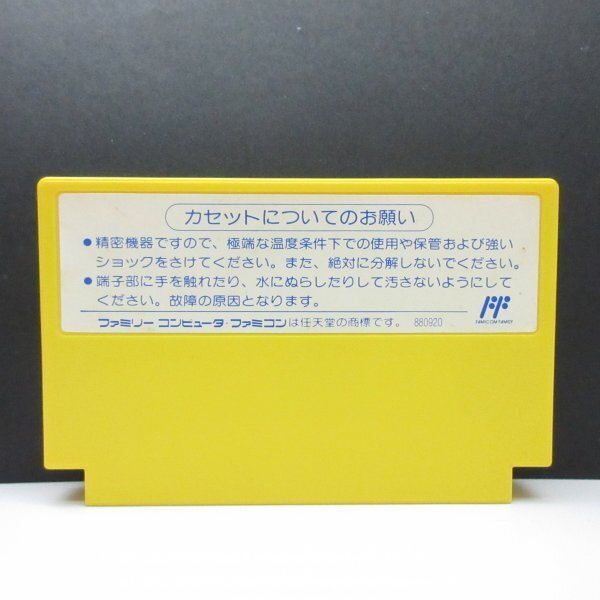 カセットについてのお願い
●精密機器ですので、極端な温度条件下での使用や保管および強い
ショックをさけてください。また、絶対に分解しないでください。
●端子部に手を触れたり、水にぬらしたりして汚さないようにして
ください。故障の原因となります。
ファミリーコンピュータ・ファミコンは任天堂の商標です。 880920
FF
FAMICOM FAMILY